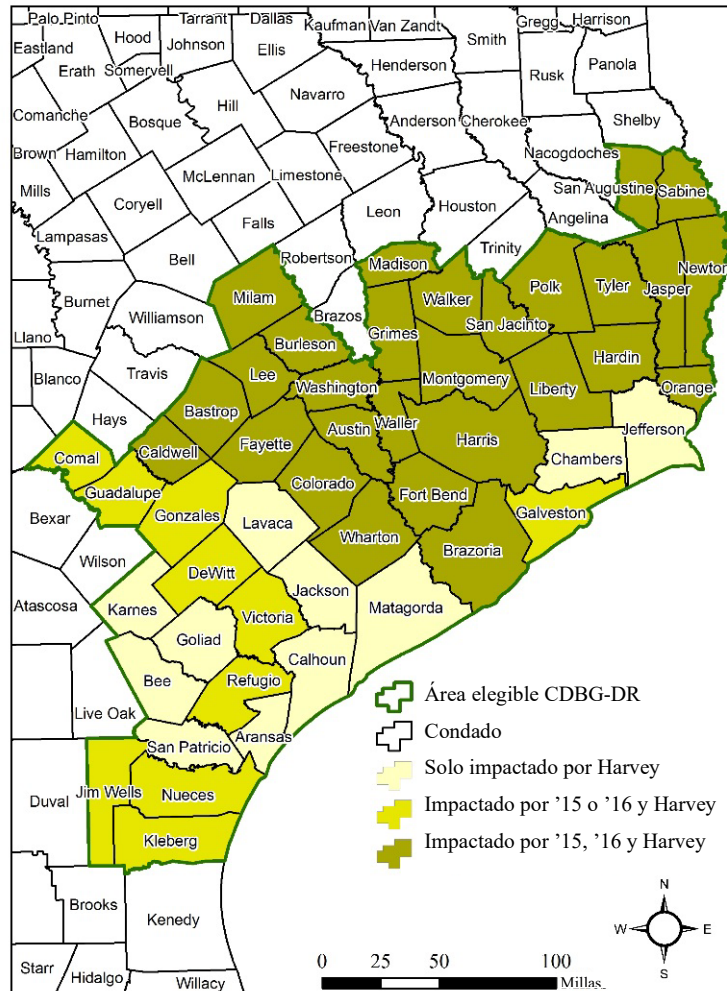 Palo Pinto
Tarrant
Dallas
Kaufman
Van Zandt
Gregg
Harrison
Hood
Johnson
Ellis
Smith
Eastland
Erath
Somervell
Henderson
Rusk
Panola
Navarro
Comanche
Hill
Bosque
Anderson
Cherokee
Shelby
Freestone
Nacogdoches
Brown
Hamilton
McLennan
Limestone
San Augustine
Sabine
Mills
Coryell
Leon
Houston
Angelina
Lampasas
Falls
Trinity
Bell
Robertson
Madison
Newton
Burnet
Milam
Walker
Polk
Tyler
Jasper
Williamson
Brazos
Grimes
San Jacinto
Llano
Burleson
Hardin
Blanco
Travis
Lee
Washington
Montgomery
Liberty
Orange
Hays
Bastrop
Austin
Waller
Jefferson
Comal
Caldwell
Fayette
Harris
Chambers
Guadalupe
Colorado
Fort Bend
Bexar
Gonzales
Lavaca
Galveston
Wharton
Brazoria
Wilson
DeWitt
Jackson
Atascosa
Karnes
Victoria
Matagorda
Goliad
Calhoun
Bee
Refugio
Live Oak
Aransas
San Patricio
Duval
Jim Wells
Nueces
Kleberg
Brooks
Kenedy
Starr
Hidalgo
Willacy
Área elegible CDBG-DR
Condado
Solo impactado por Harvey
Impactado por ’15 o ’16 y Harvey
Impactado por ’15, ’16 y Harvey
N
W
E
S
0 25 50 100
Millas